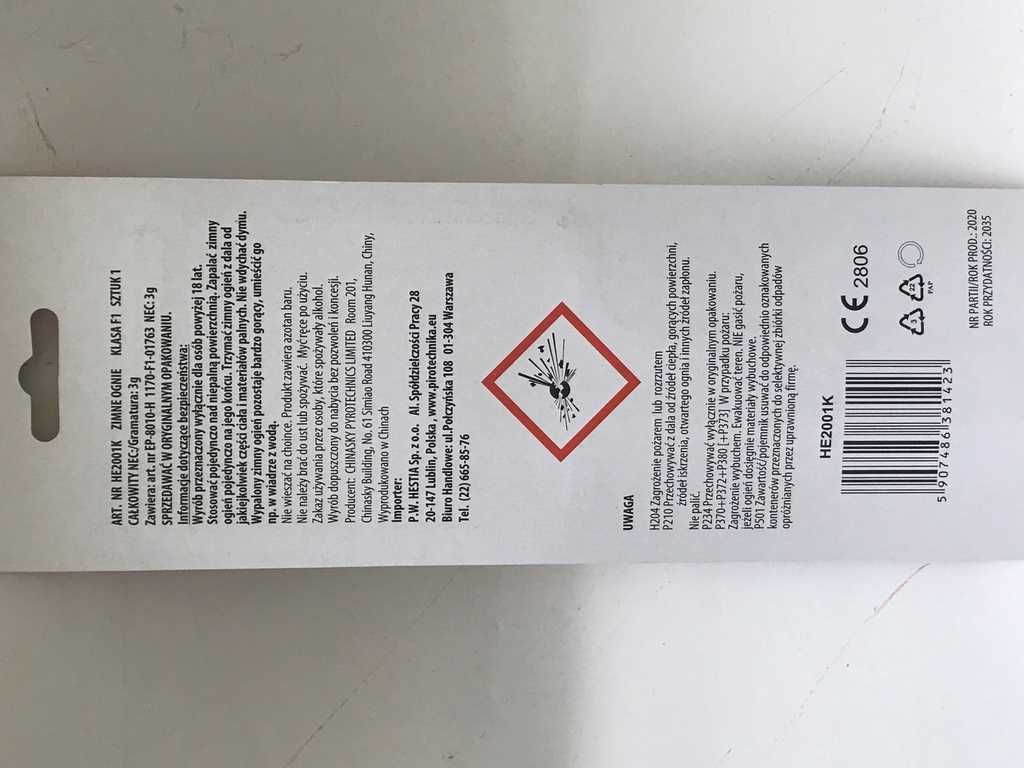 ART. NR HE2001K ZIMNE OGNIE KLASA F1 SZTUK 1
CAŁKOWITY NEC/Gramatura: 3g
Zawiera: art. nr EP-8010-H 1170-F1-01763 NEC: 3g
SPRZEDAWAĆ W ORYGINALNYM OPAKOWANIU.
Informacje dotyczące bezpieczeństwa:
Wyrób przeznaczony wyłącznie dla osób powyżej 18 lat.
Stosować pojedynczo nad niepalną powierzchnią. Zapalać zimny
ogień pojedynczo na jego końcu. Trzymać zimny ogień z dala od
jakiejkolwiek części ciała i materiałów palnych. Nie wdychać dymu.
Wypalony zimny ogień pozostaje bardzo gorący, umieścić go
np. w wiadrze z wodą.
Nie wieszać na choince. Produkt zawiera azotan baru.
Nie należy brać do ust lub spożywać. Myć ręce po użyciu.
Zakaz używania przez osoby, które spożywały alkohol.
Wyrób dopuszczony do nabycia bez pozwoleń i koncesji.
Producent: CHINASKY PYROTECHNICS LIMITED Room 201,
Chinasky Building, No. 61 Simiao Road 410300 Liuyang Hunan, Chiny,
Wyprodukowano w Chinach
Importer:
P.W. HESTIA Sp. z o.o. Al. Spółdzielczości Pracy 28
20-147 Lublin, Polska , www.pirotechnika.eu
Biuro Handlowe: ul.Połczyńska 108 01-304 Warszawa
Tel. (22) 665-85-76
UWAGA
H204 Zagrożenie pożarem lub rozrzutem
P210 Przechowywać z dala od źródeł ciepła, gorących powierzchni,
źródeł iskrzenia, otwartego ognia i innych źródeł zapłonu.
Nie palić.
P234 Przechowywać wyłącznie w oryginalnym opakowaniu.
P370+P372+P380 [+P373] W przypadku pożaru:
Zagrożenie wybuchem. Ewakuować teren. NIE gasić pożaru,
jeżeli ogień dosięgnie materiały wybuchowe.
P501 Zawartość/pojemnik usuwać do odpowiednio oznakowanych
kontenerów przeznaczonych do selektywnej zbiórki odpadów
opróżnianych przez uprawnioną firmę.
HE2001K
5 907486 381423
CE 2806
3
22
PAP
NR PARTII/ROK PROD.: 2020
ROK PRZYDATNOŚCI: 2035